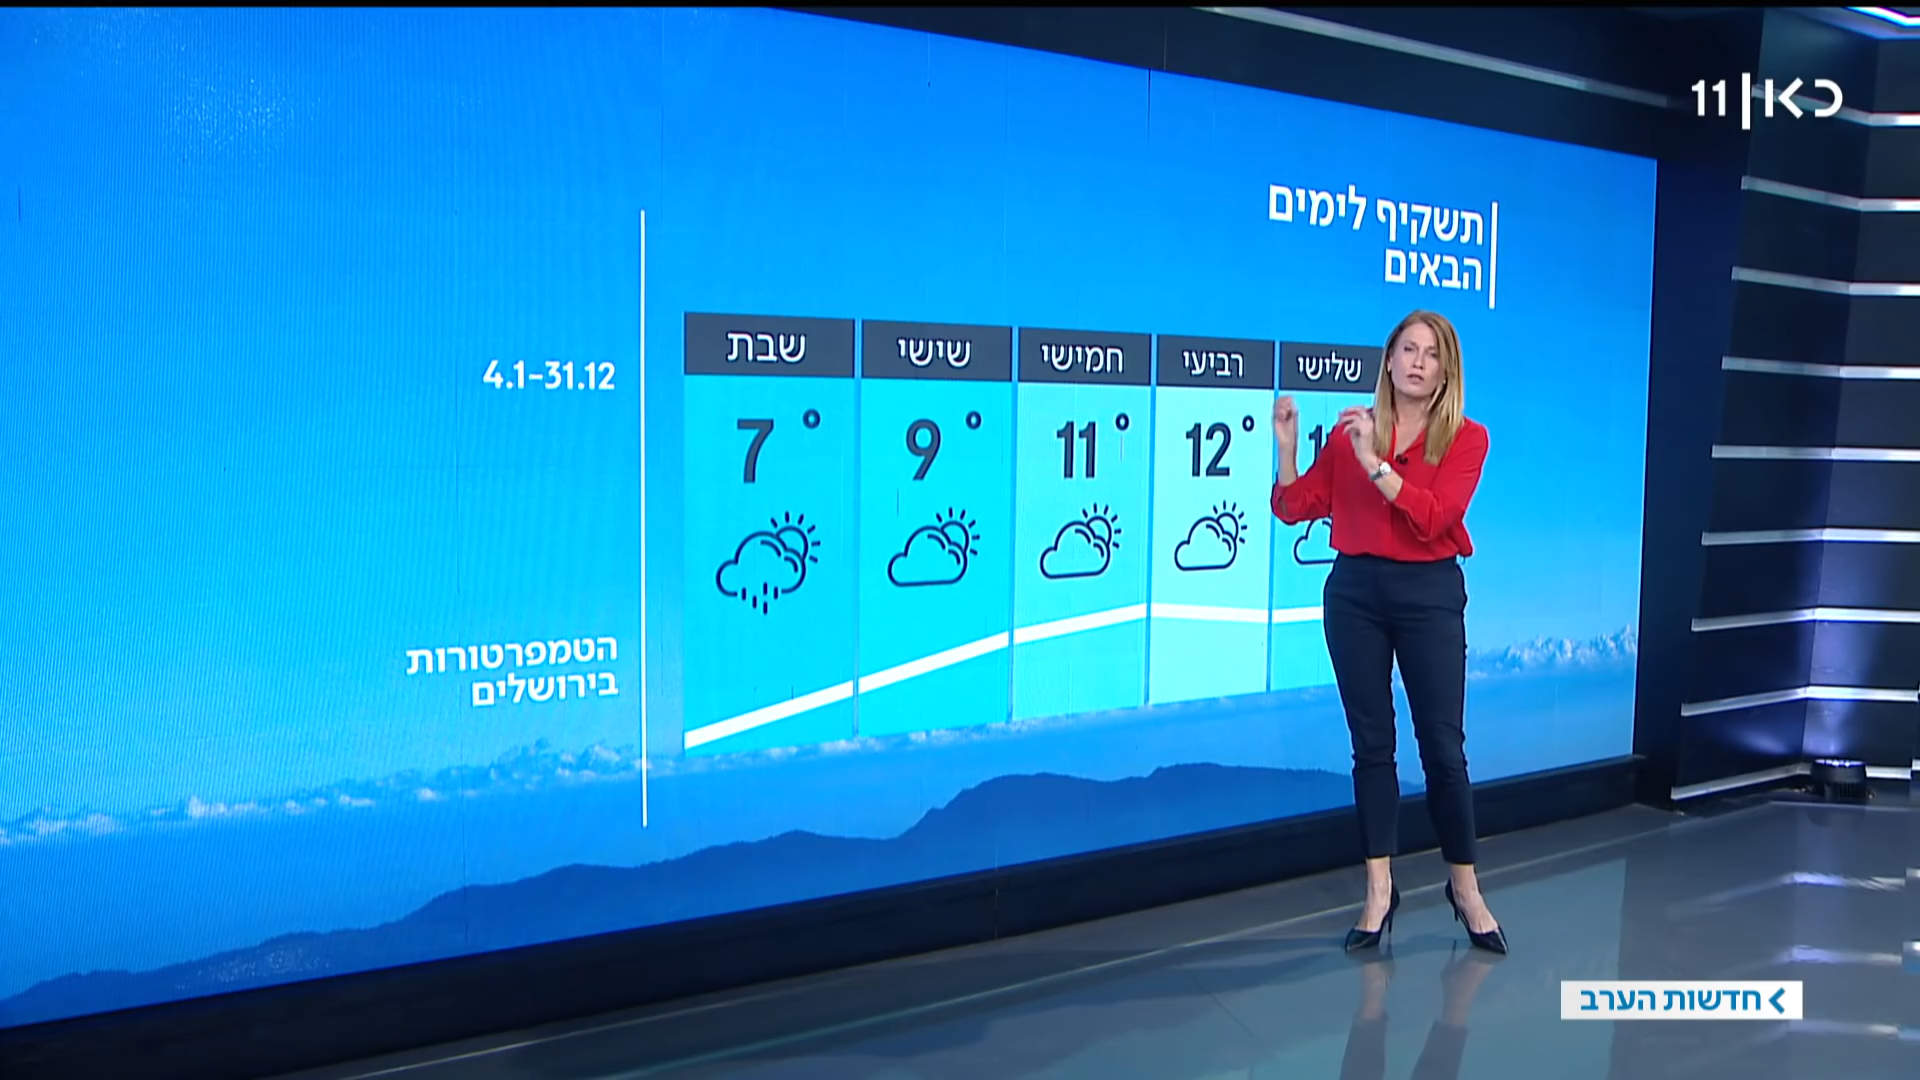 כאן 11
תשקיף לימים
הבאים
שלישי רביעי חמישי שישי שבת
12° 11° 9° 7°
4.1-31.12
הטמפרטורות
בירושלים
חדשות הערב